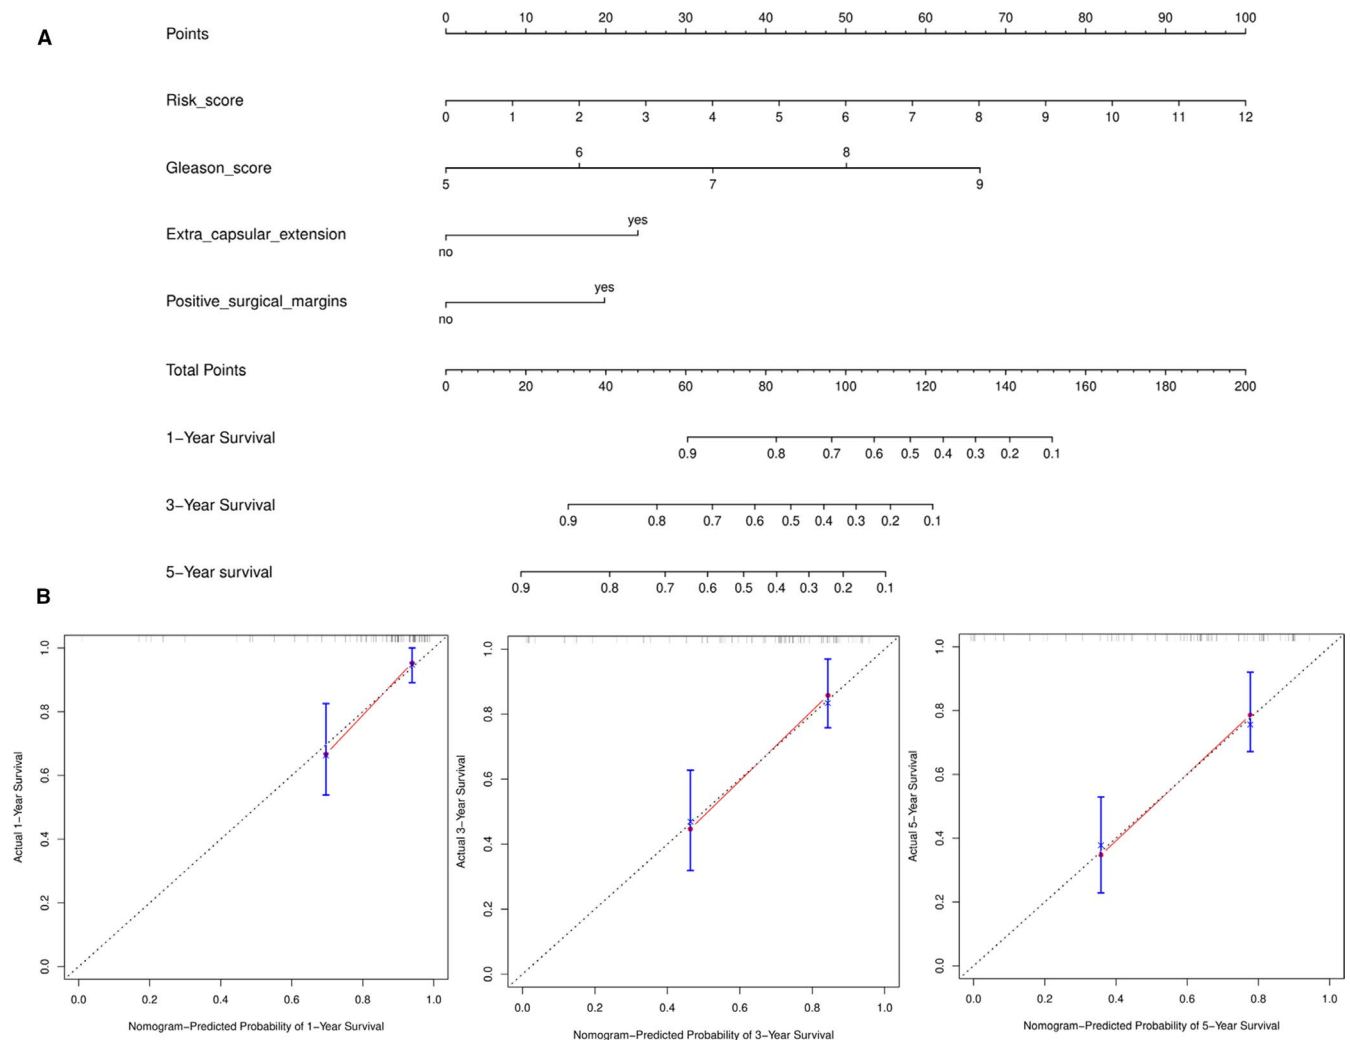 A
Points
0 10 20 30 40 50 60 70 80 90 100
Risk_score
0 1 2 3 4 5 6 7 8 9 10 11 12
6 8
Gleason_score
5 7 9
yes
Extra_capsular_extension
no
yes
Positive_surgical_margins
no
Total Points
0 20 40 60 80 100 120 140 160 180 200
1−Year Survival
0.9 0.8 0.7 0.6 0.5 0.4 0.3 0.2 0.1
3−Year Survival
0.9 0.8 0.7 0.6 0.5 0.4 0.3 0.2 0.1
5−Year survival
0.9 0.8 0.7 0.6 0.5 0.4 0.3 0.2 0.1
B
Actual 1−Year Survival
1.0
0.8
0.6
0.4
0.2
0.0
0.0 0.2 0.4 0.6 0.8 1.0
Nomogram−Predicted Probability of 1−Year Survival
Actual 3−Year Survival
1.0
0.8
0.6
0.4
0.2
0.0
0.0 0.2 0.4 0.6 0.8 1.0
Nomogram−Predicted Probability of 3−Year Survival
Actual 5−Year Survival
1.0
0.8
0.6
0.4
0.2
0.0
0.0 0.2 0.4 0.6 0.8 1.0
Nomogram−Predicted Probability of 5−Year Survival